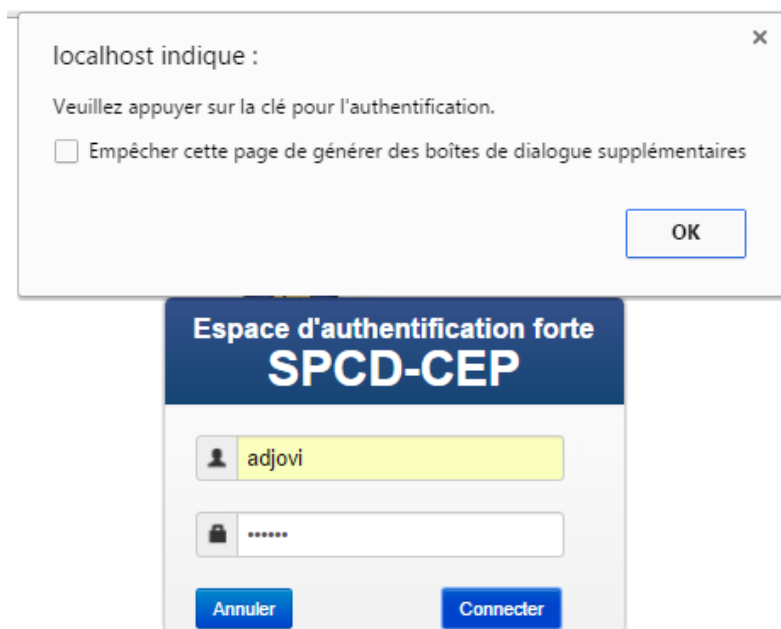 localhost indique :
Veuillez appuyer sur la clé pour l'authentification.
Empêcher cette page de générer des boîtes de dialogue supplémentaires
OK
Espace d'authentification forte
SPCD-CEP
adjovi
••••••
Annuler
Connecter